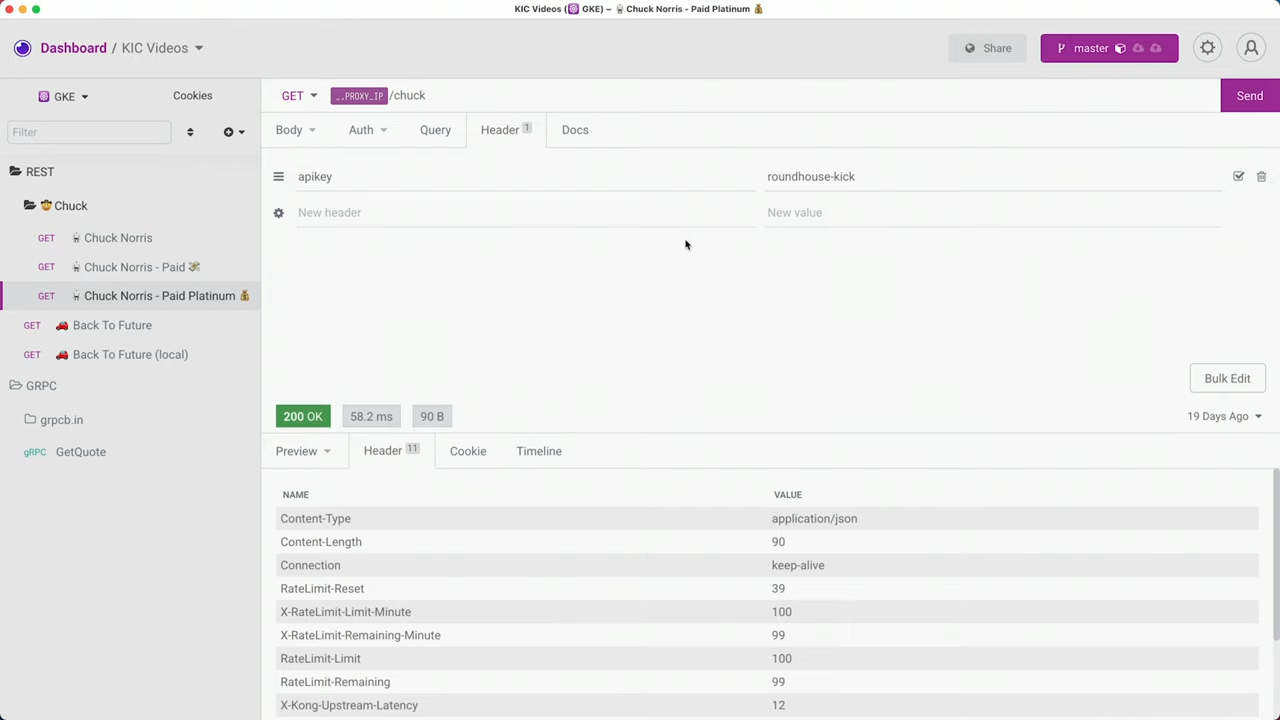 KIC Videos (GKE) – Chuck Norris - Paid Platinum
Dashboard / KIC Videos
Share
master
GKE
Cookies
GET
_.PROXY_IP/chuck
Send
Filter
Body
Auth
Query
Header 1
Docs
REST
apikey
roundhouse-kick
Chuck
New header
New value
GET Chuck Norris
GET Chuck Norris - Paid
GET Chuck Norris - Paid Platinum
GET Back To Future
GET Back To Future (local)
GRPC
grpcb.in
gRPC GetQuote
Bulk Edit
200 OK
58.2 ms
90 B
19 Days Ago
Preview
Header 11
Cookie
Timeline
NAME VALUE
Content-Type application/json
Content-Length 90
Connection keep-alive
RateLimit-Reset 39
X-RateLimit-Limit-Minute 100
X-RateLimit-Remaining-Minute 99
RateLimit-Limit 100
RateLimit-Remaining 99
X-Kong-Upstream-Latency 12